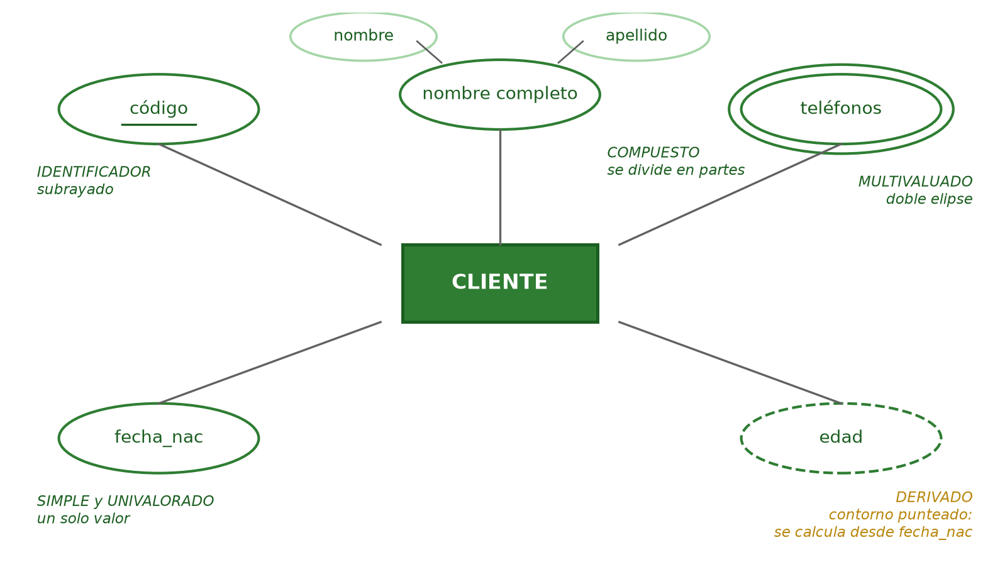 nombre
apellido
nombre completo
código
teléfonos
IDENTIFICADOR
subrayado
COMPUESTO
se divide en partes
MULTIVALUADO
doble elipse
CLIENTE
fecha_nac
edad
SIMPLE y UNIVALORADO
un solo valor
DERIVADO
contorno punteado:
se calcula desde fecha_nac